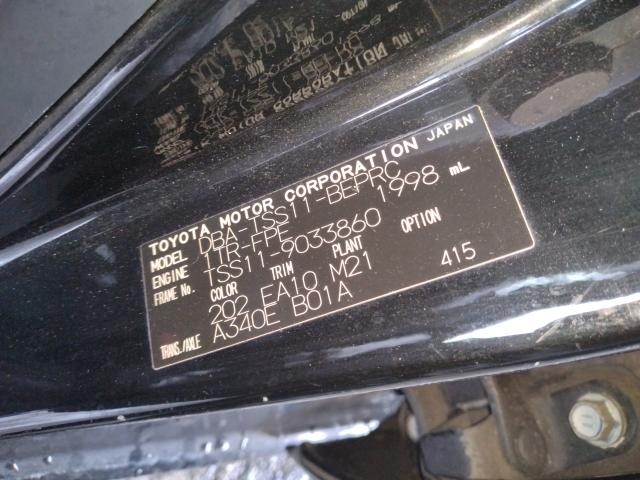 TOYOTA MOTOR CORPORATION JAPAN
MODEL DBA-TSS11-BEPRC
ENGINE 1TR-FPE 1998 mL
FRAME No. TSS11-9033860
COLOR TRIM PLANT OPTION
202 EA10 M21 415
TRANS./AXLE A340E B01A